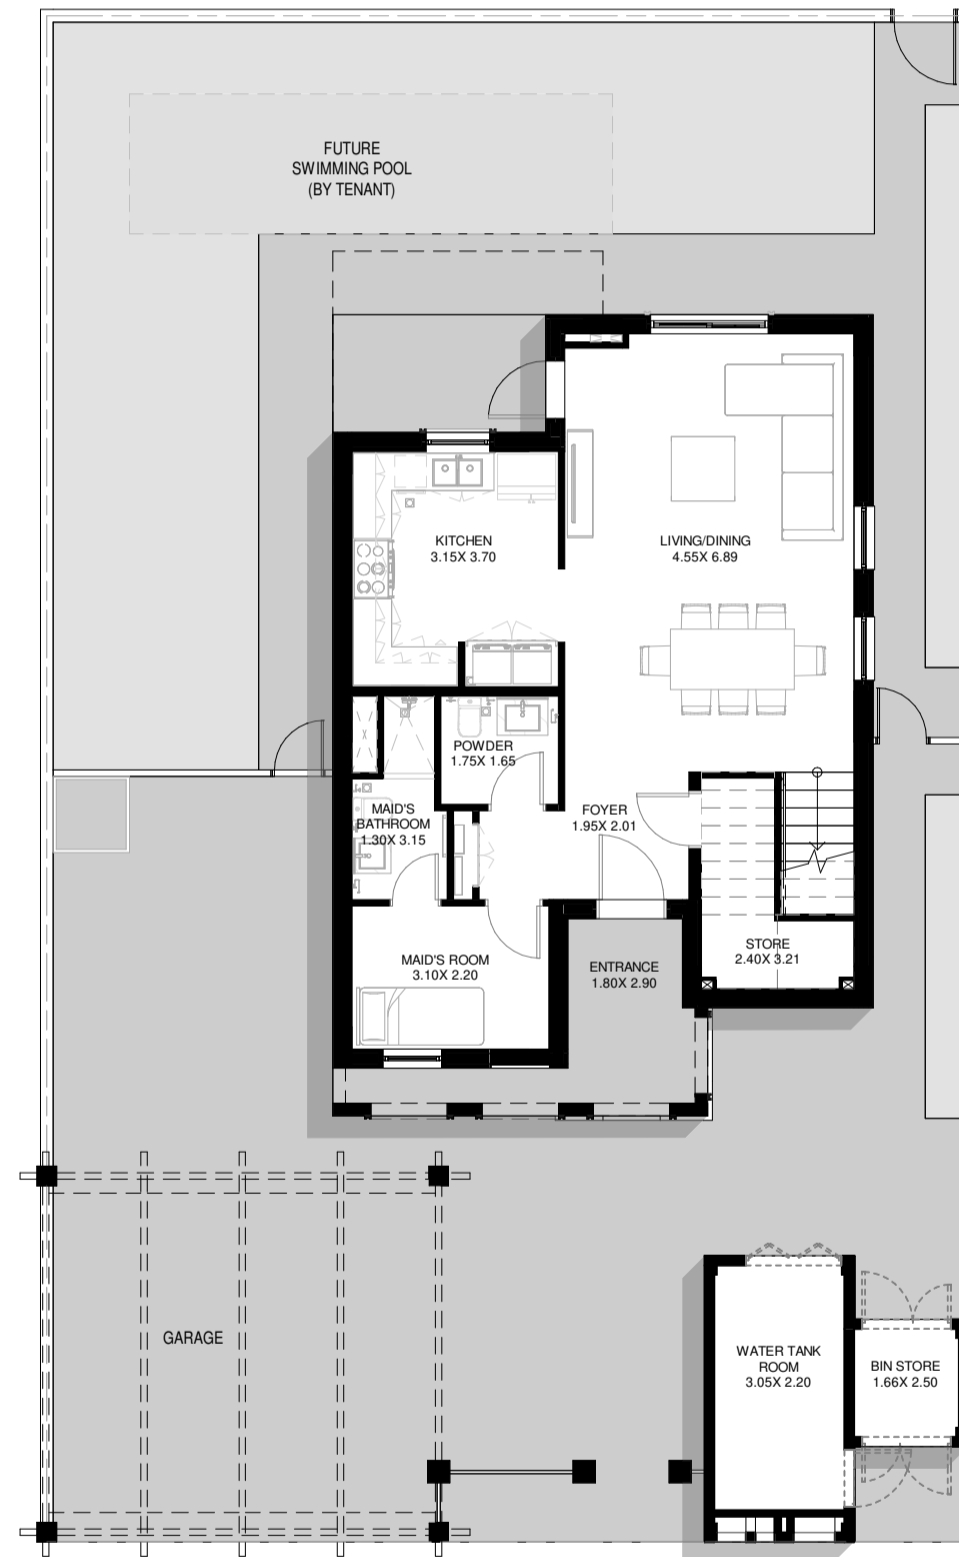 FUTURE
SWIMMING POOL
(BY TENANT)
KITCHEN
3.15X 3.70
LIVING/DINING
4.55X 6.89
POWDER
1.75X 1.65
MAID'S
BATHROOM
1.30X 3.15
FOYER
1.95X 2.01
MAID'S ROOM
3.10X 2.20
ENTRANCE
1.80X 2.90
STORE
2.40X 3.21
GARAGE
WATER TANK
ROOM
3.05X 2.20
BIN STORE
1.66X 2.50